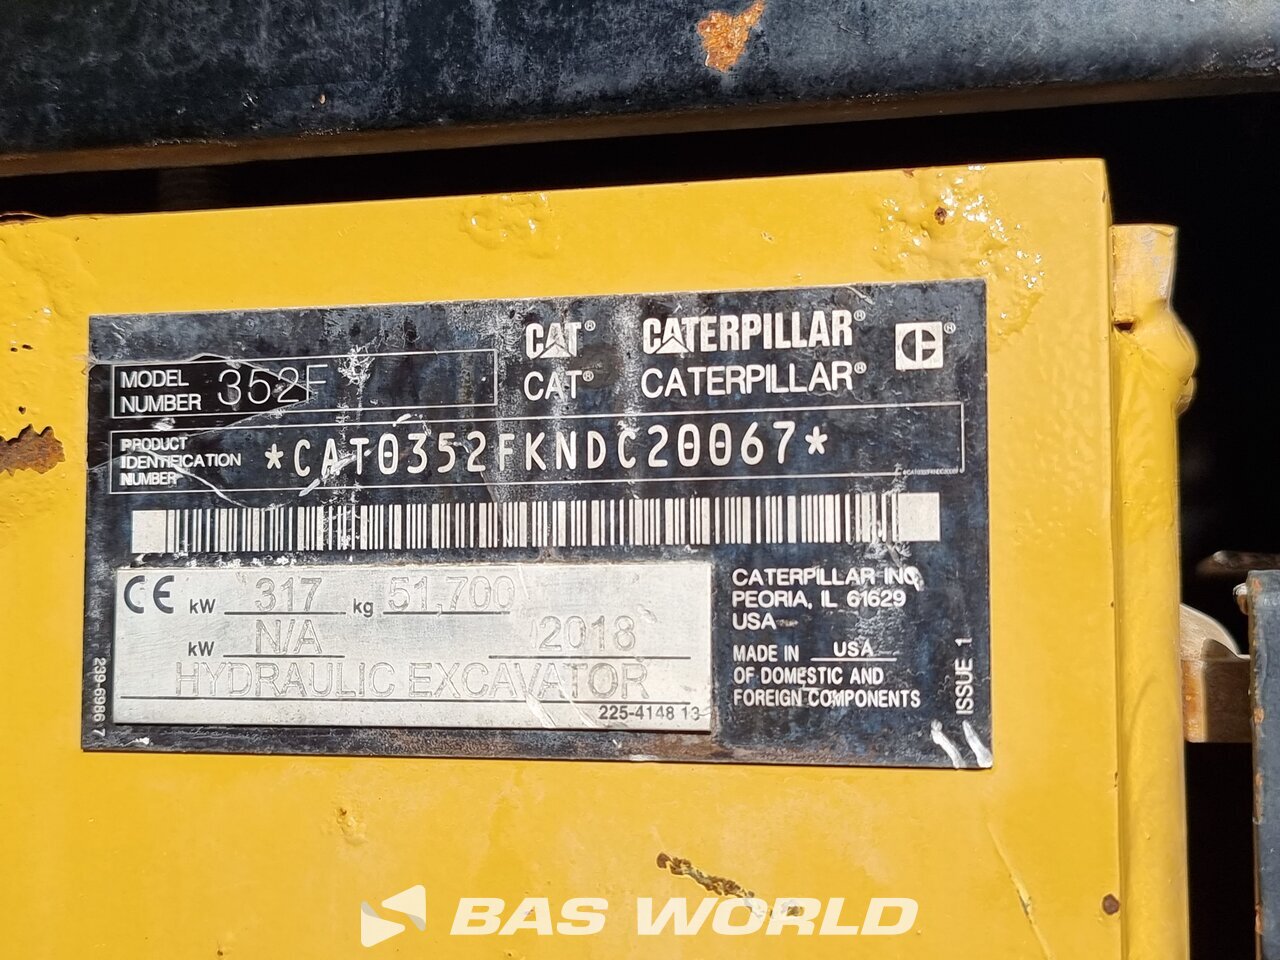 CAT® CATERPILLAR®
CAT® CATERPILLAR®
MODEL NUMBER 352F
PRODUCT IDENTIFICATION NUMBER *CAT0352FKNDC20067*
CE kW 317 kg 51,700
kW N/A 2018
HYDRAULIC EXCAVATOR
225-4148 13
239-6986 7
CATERPILLAR INC.
PEORIA, IL 61629
USA
MADE IN USA
OF DOMESTIC AND
FOREIGN COMPONENTS
ISSUE 1
BAS WORLD